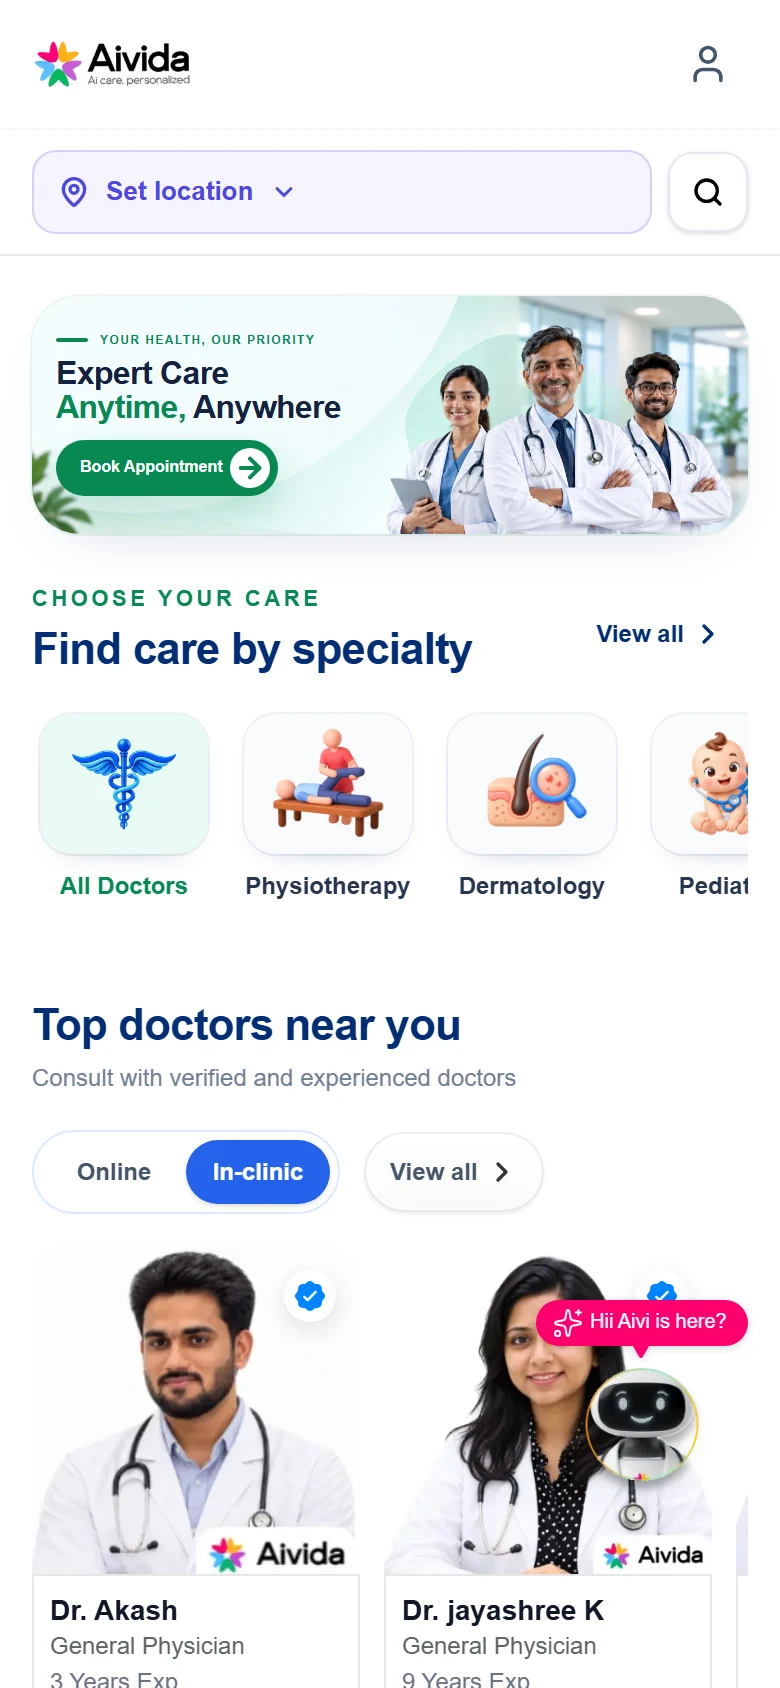 Aivida
Ai care, personalized
Set location
YOUR HEALTH, OUR PRIORITY
Expert Care
Anytime, Anywhere
Book Appointment
CHOOSE YOUR CARE
Find care by specialty
View all
All Doctors
Physiotherapy
Dermatology
Pediat
Top doctors near you
Consult with verified and experienced doctors
Online
In-clinic
View all
Hii Aivi is here?
Aivida
Aivida
Dr. Akash
General Physician
3 Years Exp
Dr. jayashree K
General Physician
9 Years Exp